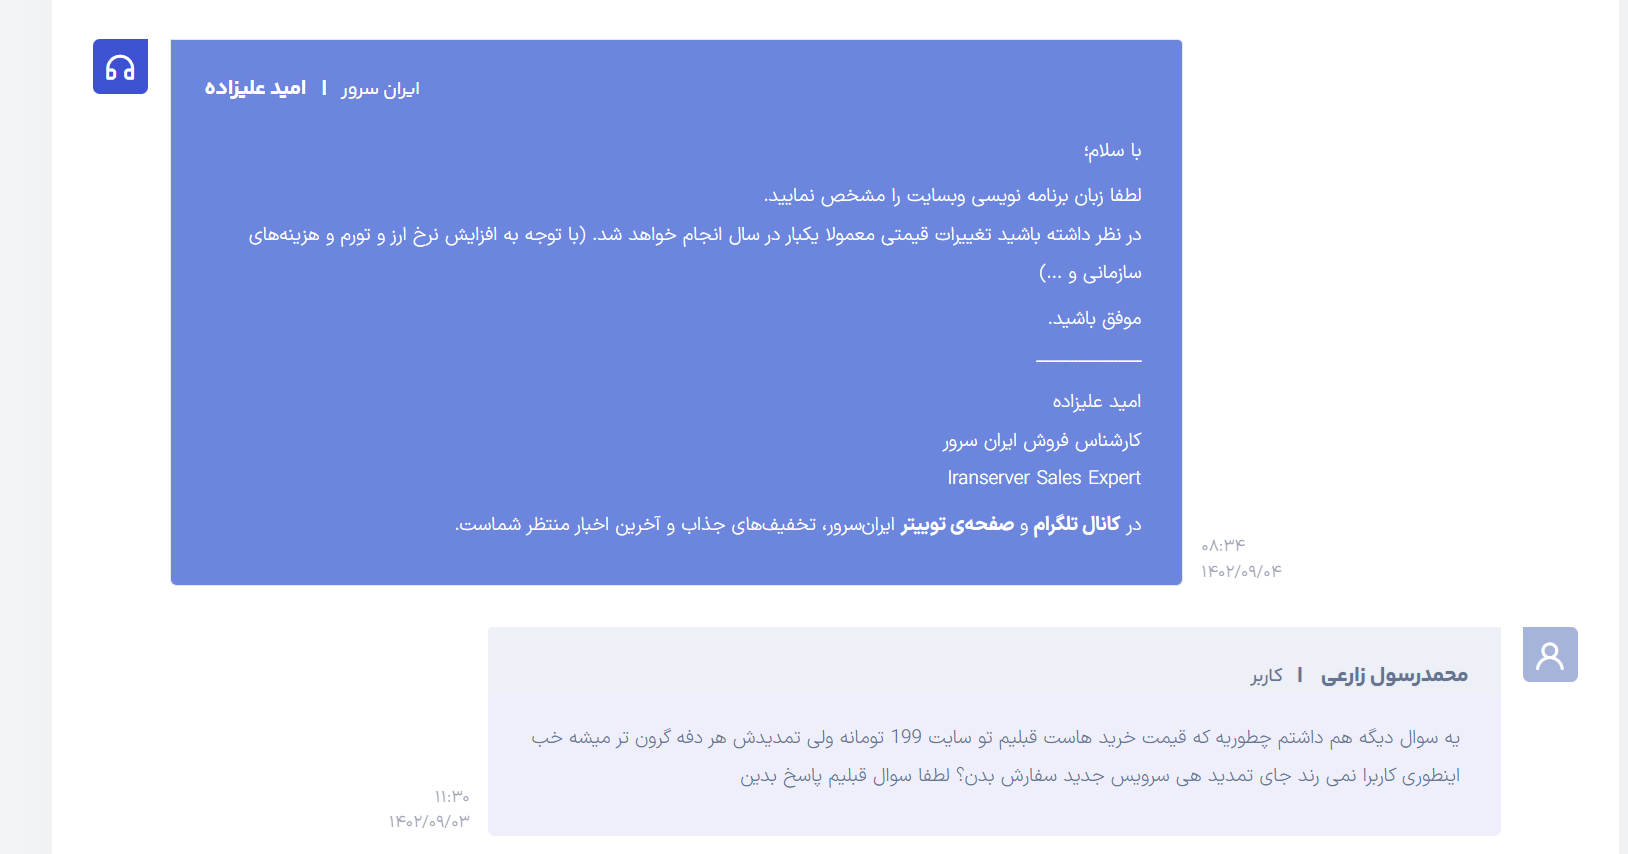 امید علیزاده | ایران سرور
با سلام؛
لطفا زبان برنامه نویسی وبسایت را مشخص نمایید.
در نظر داشته باشید تغییرات قیمتی معمولا یکبار در سال انجام خواهد شد. (با توجه به افزایش نرخ ارز و تورم و هزینه‌های
سازمانی و ...)
موفق باشید.
امید علیزاده
کارشناس فروش ایران سرور
Iranserver Sales Expert
در کانال تلگرام و صفحه‌ی توییتر ایران‌سرور، تخفیف‌های جذاب و آخرین اخبار منتظر شماست.
۰۸:۳۴
۱۴۰۲/۰۹/۰۴
محمدرسول زارعی | کاربر
یه سوال دیگه هم داشتم چطوریه که قیمت خرید هاست قبلیم تو سایت 199 تومانه ولی تمدیدش هر دفه گرون تر میشه خب
اینطوری کاربرا نمی رند جای تمدید هی سرویس جدید سفارش بدن؟ لطفا سوال قبلیم پاسخ بدین
۱۱:۳۰
۱۴۰۲/۰۹/۰۳